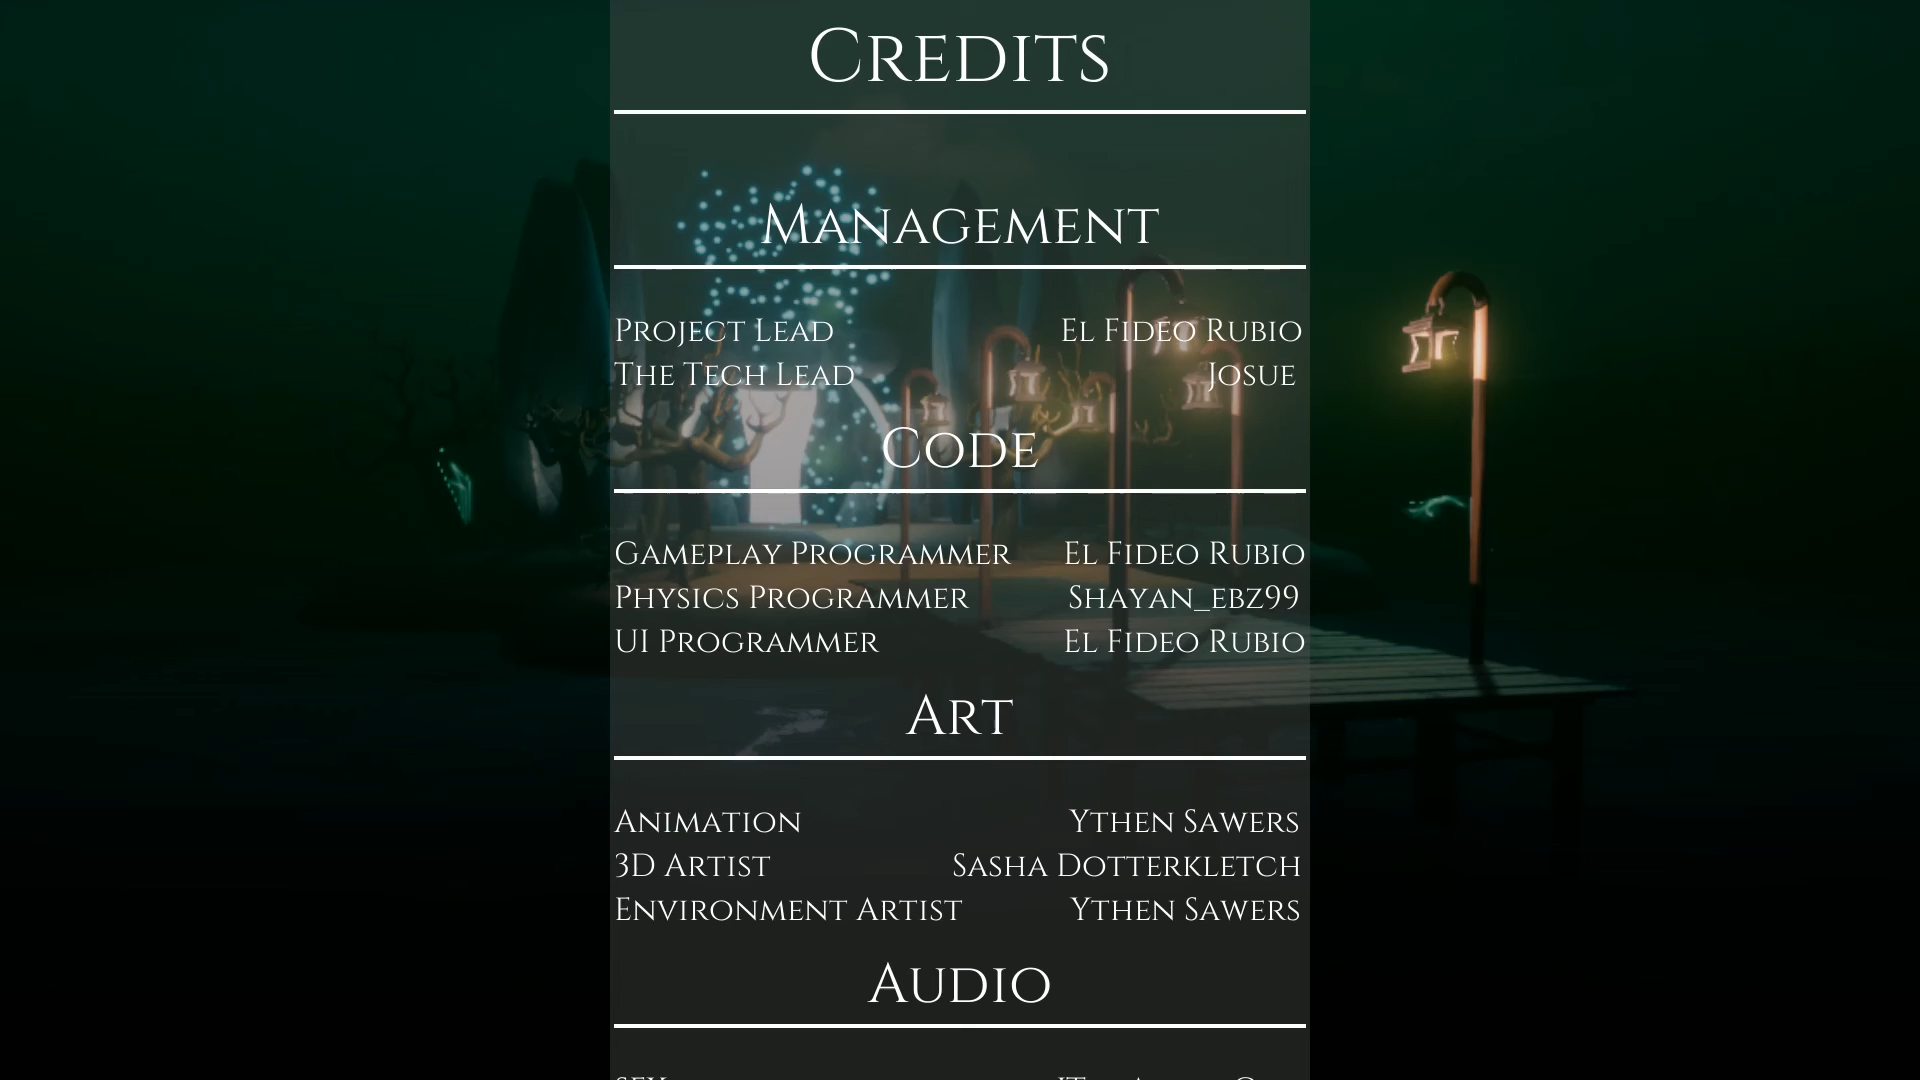 Credits
Management
Project Lead El Fideo Rubio
The Tech Lead Josue
Code
Gameplay Programmer El Fideo Rubio
Physics Programmer Shayan_ebz99
UI Programmer El Fideo Rubio
Art
Animation Ythen Sawers
3D Artist Sasha Dotterkletch
Environment Artist Ythen Sawers
Audio